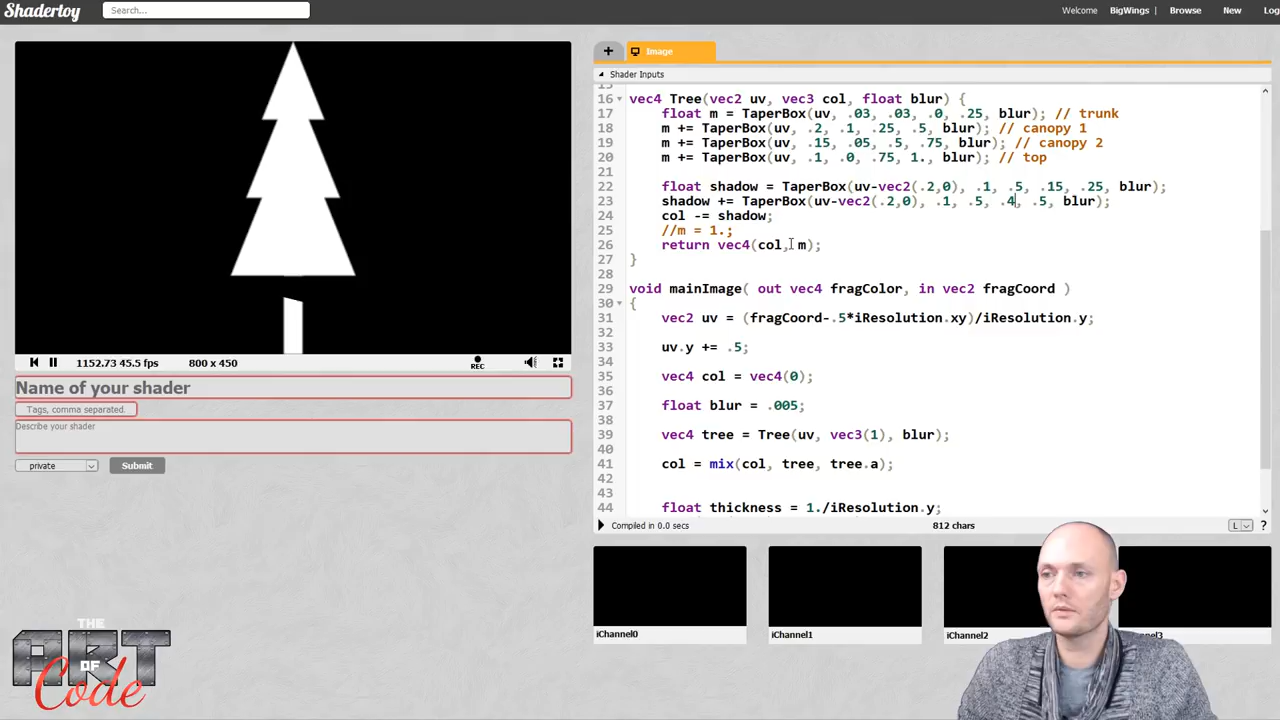 Shadertoy
Search...
Welcome BigWings | Browse New Log
+ Image
Shader Inputs
16 vec4 Tree(vec2 uv, vec3 col, float blur) {
17 float m = TaperBox(uv, .03, .03, .0, .25, blur); // trunk
18 m += TaperBox(uv, .2, .1, .25, .5, blur); // canopy 1
19 m += TaperBox(uv, .15, .05, .5, .75, blur); // canopy 2
20 m += TaperBox(uv, .1, .0, .75, 1., blur); // top
21
22 float shadow = TaperBox(uv-vec2(.2,0), .1, .5, .15, .25, blur);
23 shadow += TaperBox(uv-vec2(.2,0), .1, .5, .4, .5, blur);
24 col -= shadow;
25 //m = 1.;
26 return vec4(col, m);
27 }
28
29 void mainImage( out vec4 fragColor, in vec2 fragCoord )
30 {
31 vec2 uv = (fragCoord-.5*iResolution.xy)/iResolution.y;
32
33 uv.y += .5;
34
35 vec4 col = vec4(0);
36
37 float blur = .005;
38
39 vec4 tree = Tree(uv, vec3(1), blur);
40
41 col = mix(col, tree, tree.a);
42
43
44 float thickness = 1./iResolution.y;
Compiled in 0.0 secs 812 chars L ?
1152.73 45.5 fps 800 x 450 REC
Name of your shader
Tags, comma separated.
Describe your shader
private Submit
iChannel0 iChannel1 iChannel2
THE
ART
OF
Code